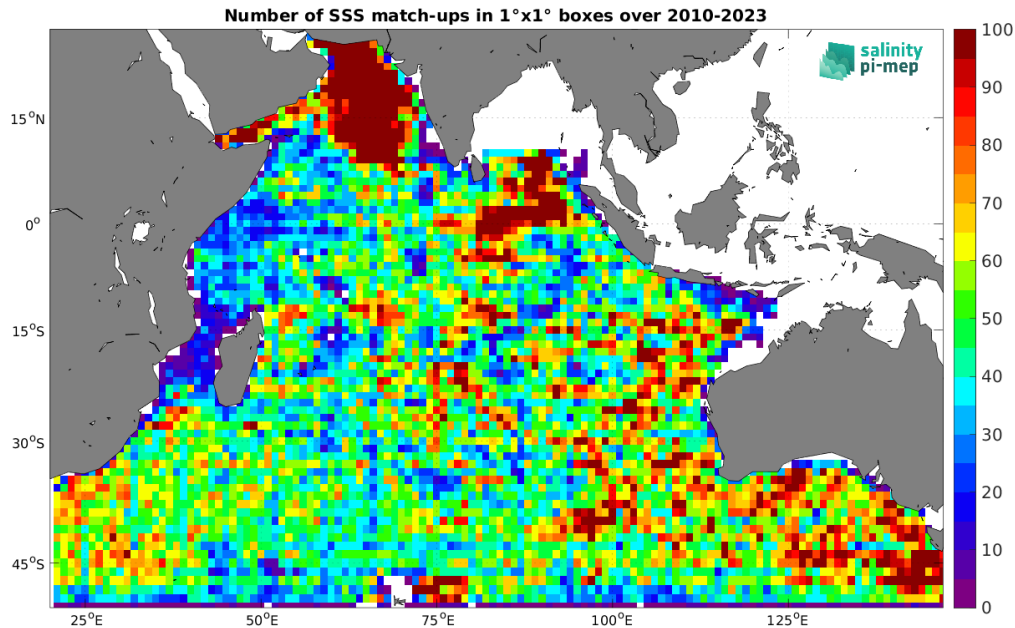 Number of SSS match-ups in 1°x1° boxes over 2010-2023
salinity
pi-mep
15°N
0°
15°S
30°S
45°S
25°E
50°E
75°E
100°E
125°E
100
90
80
70
60
50
40
30
20
10
0